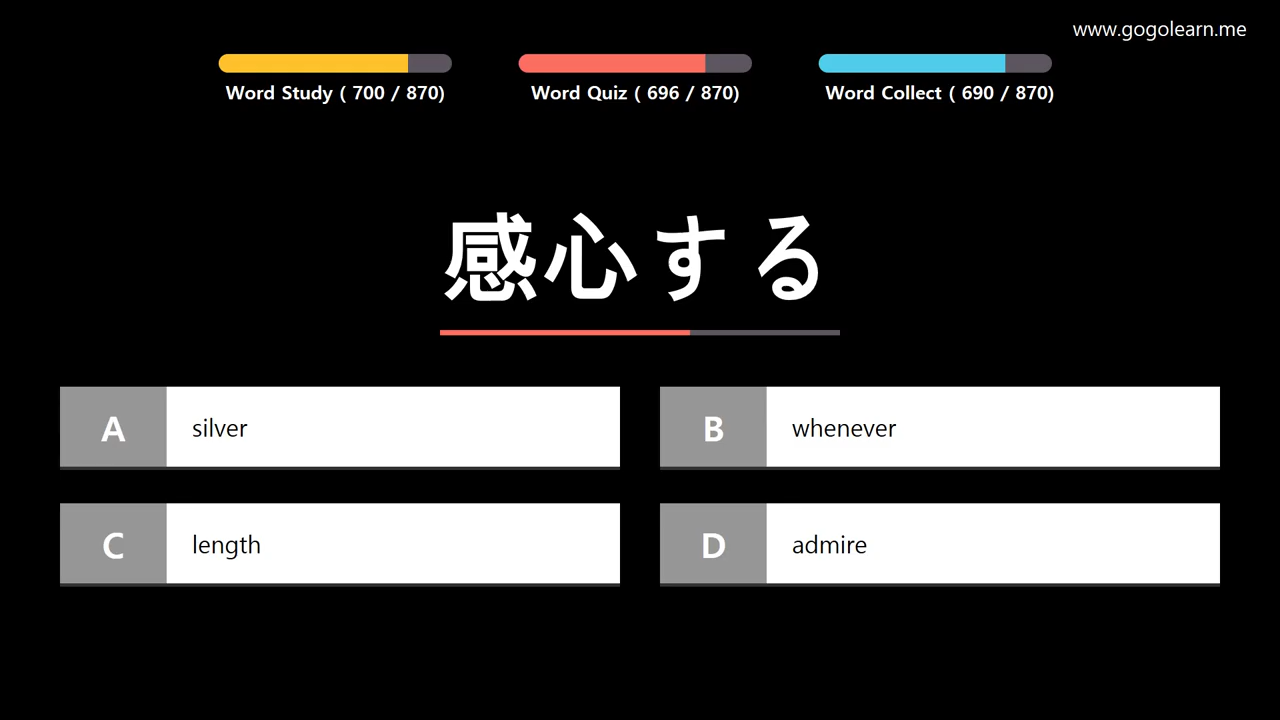 www.gogolearn.me
Word Study ( 700 / 870)
Word Quiz ( 696 / 870)
Word Collect ( 690 / 870)
感心する
A silver
B whenever
C length
D admire